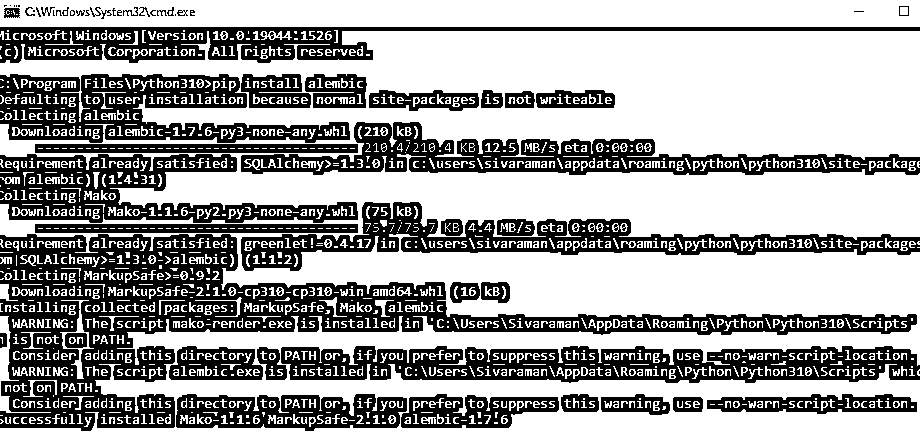 C:\Windows\System32\cmd.exe
Microsoft Windows [Version 10.0.19044.1526]
(c) Microsoft Corporation. All rights reserved.
C:\Program Files\Python310>pip install alembic
Defaulting to user installation because normal site-packages is not writeable
Collecting alembic
Downloading alembic-1.7.6-py3-none-any.whl (210 kB)
---------------------------------------- 210.4/210.4 KB 12.5 MB/s eta 0:00:00
Requirement already satisfied: SQLAlchemy>=1.3.0 in c:\users\sivaraman\appdata\roaming\python\python310\site-package
rom alembic) (1.4.31)
Collecting Mako
Downloading Mako-1.1.6-py2.py3-none-any.whl (75 kB)
---------------------------------------- 75.7/75.7 KB 4.4 MB/s eta 0:00:00
Requirement already satisfied: greenlet!=0.4.17 in c:\users\sivaraman\appdata\roaming\python\python310\site-packages
om SQLAlchemy>=1.3.0->alembic) (1.1.2)
Collecting MarkupSafe>=0.9.2
Downloading MarkupSafe-2.1.0-cp310-cp310-win_amd64.whl (16 kB)
Installing collected packages: MarkupSafe, Mako, alembic
WARNING: The script mako-render.exe is installed in 'C:\Users\Sivaraman\AppData\Roaming\Python\Python310\Scripts'
h is not on PATH.
Consider adding this directory to PATH or, if you prefer to suppress this warning, use --no-warn-script-location.
WARNING: The script alembic.exe is installed in 'C:\Users\Sivaraman\AppData\Roaming\Python\Python310\Scripts' whic
not on PATH.
Consider adding this directory to PATH or, if you prefer to suppress this warning, use --no-warn-script-location.
Successfully installed Mako-1.1.6 MarkupSafe-2.1.0 alembic-1.7.6